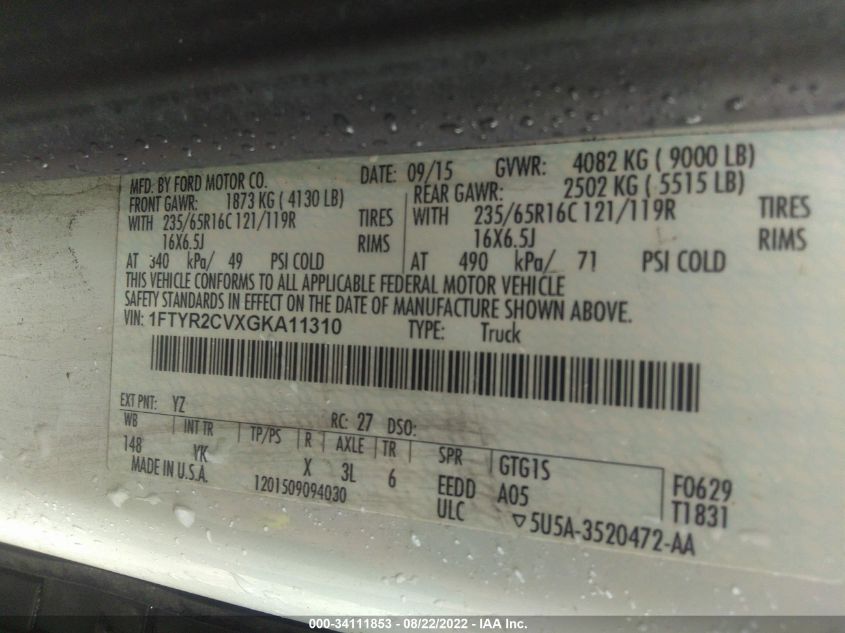 MFD. BY FORD MOTOR CO. DATE: 09/15 GVWR: 4082 KG ( 9000 LB)
FRONT GAWR: 1873 KG ( 4130 LB) REAR GAWR: 2502 KG ( 5515 LB)
WITH 235/65R16C 121/119R TIRES WITH 235/65R16C 121/119R TIRES
16X6.5J RIMS 16X6.5J RIMS
AT 340 kPa/ 49 PSI COLD AT 490 kPa/ 71 PSI COLD
THIS VEHICLE CONFORMS TO ALL APPLICABLE FEDERAL MOTOR VEHICLE
SAFETY STANDARDS IN EFFECT ON THE DATE OF MANUFACTURE SHOWN ABOVE.
VIN: 1FTYR2CVXGKA11310 TYPE: Truck
EXT PNT: YZ RC: 27 DSO:
WB INT TR TP/PS R AXLE TR SPR GTG1S F0629
148 YK X 3L 6 EEDD A05 T1831
MADE IN U.S.A. 1201509094030 ULC ▽5U5A-3520472-AA
000-34111853 - 08/22/2022 - IAA Inc.